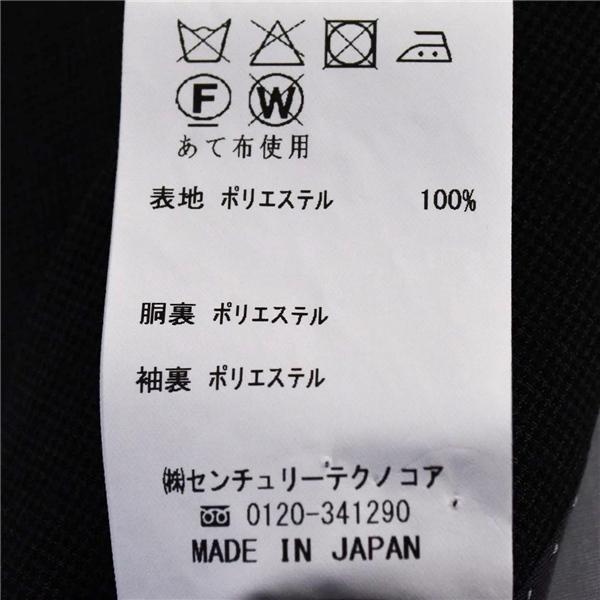 F W
あて布使用
表地 ポリエステル 100%
胴裏 ポリエステル
袖裏 ポリエステル
㈱センチュリーテクノコア
0120-341290
MADE IN JAPAN